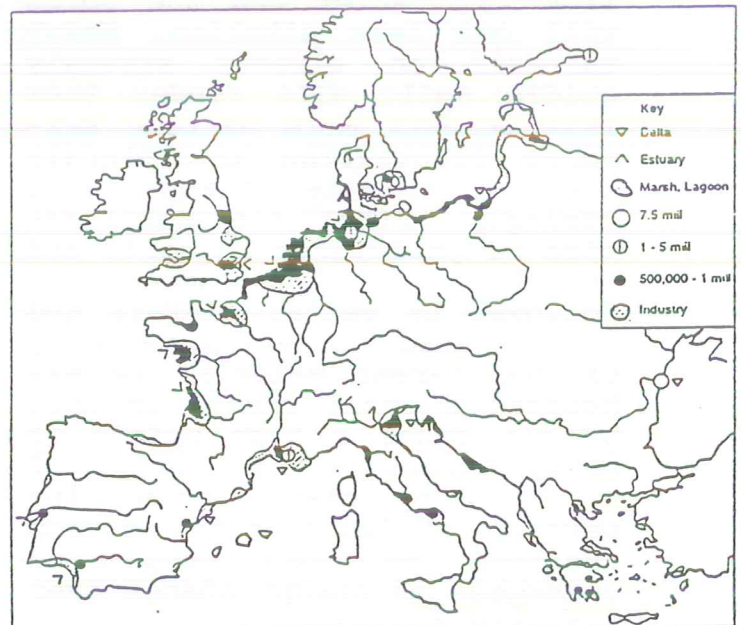 Key
Delta
Estuary
Marsh, Lagoon
7.5 mil
1 - 5 mil
500,000 - 1 mil
Industry